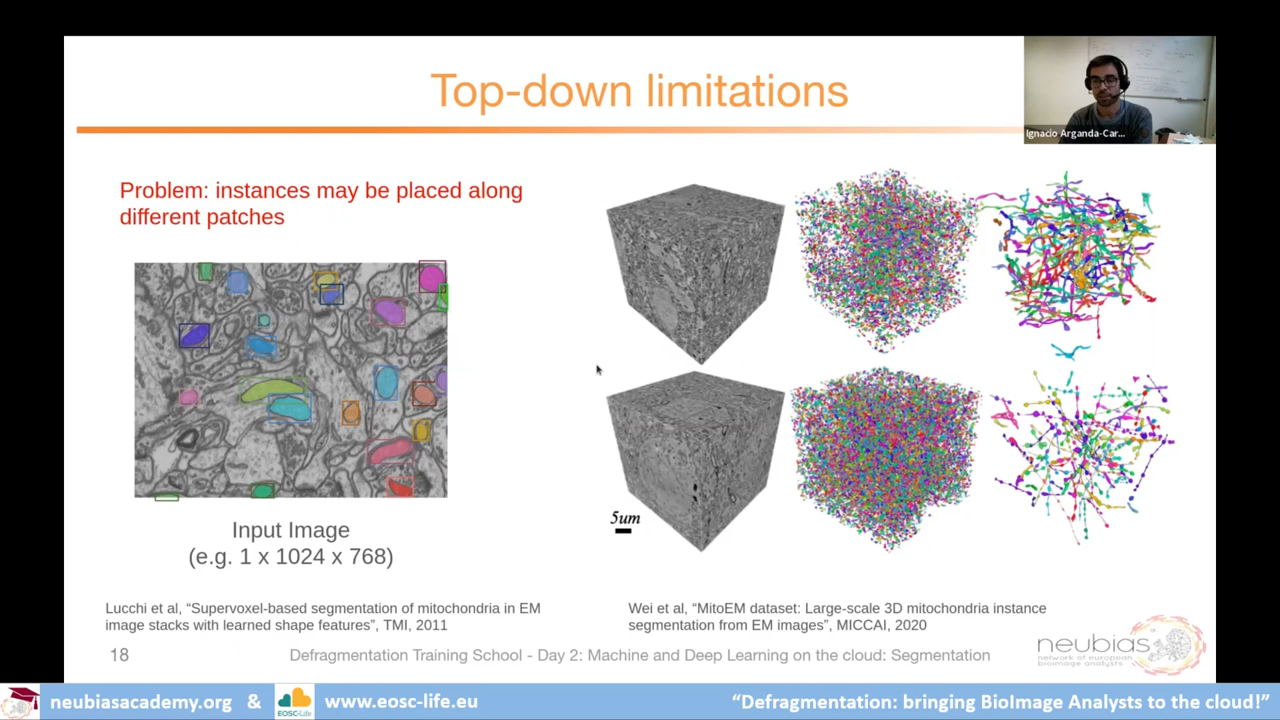 Top-down limitations
Ignacio Arganda-Car...
Problem: instances may be placed along
different patches
5um
Input Image
(e.g. 1 x 1024 x 768)
Lucchi et al, “Supervoxel-based segmentation of mitochondria in EM
image stacks with learned shape features”, TMI, 2011
Wei et al, “MitoEM dataset: Large-scale 3D mitochondria instance
segmentation from EM images”, MICCAI, 2020
18
Defragmentation Training School - Day 2: Machine and Deep Learning on the cloud: Segmentation
neubias
network of european
bioimage analysts
neubiasacademy.org &
EOSC-Life
www.eosc-life.eu
“Defragmentation: bringing BioImage Analysts to the cloud!”